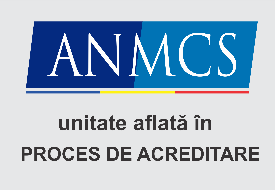 ANMCS
unitate aflată în
PROCES DE ACREDITARE